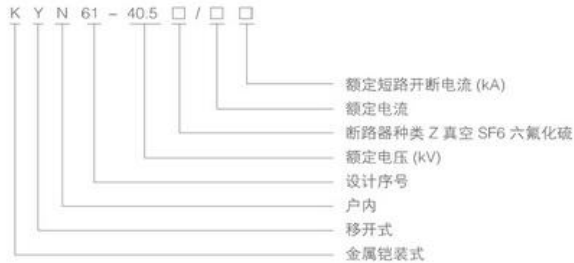 K Y N 61 - 40.5 □ / □ □
额定短路开断电流 (kA)
额定电流
断路器种类 Z 真空 SF6 六氟化硫
额定电压 (kV)
设计序号
户内
移开式
金属铠装式